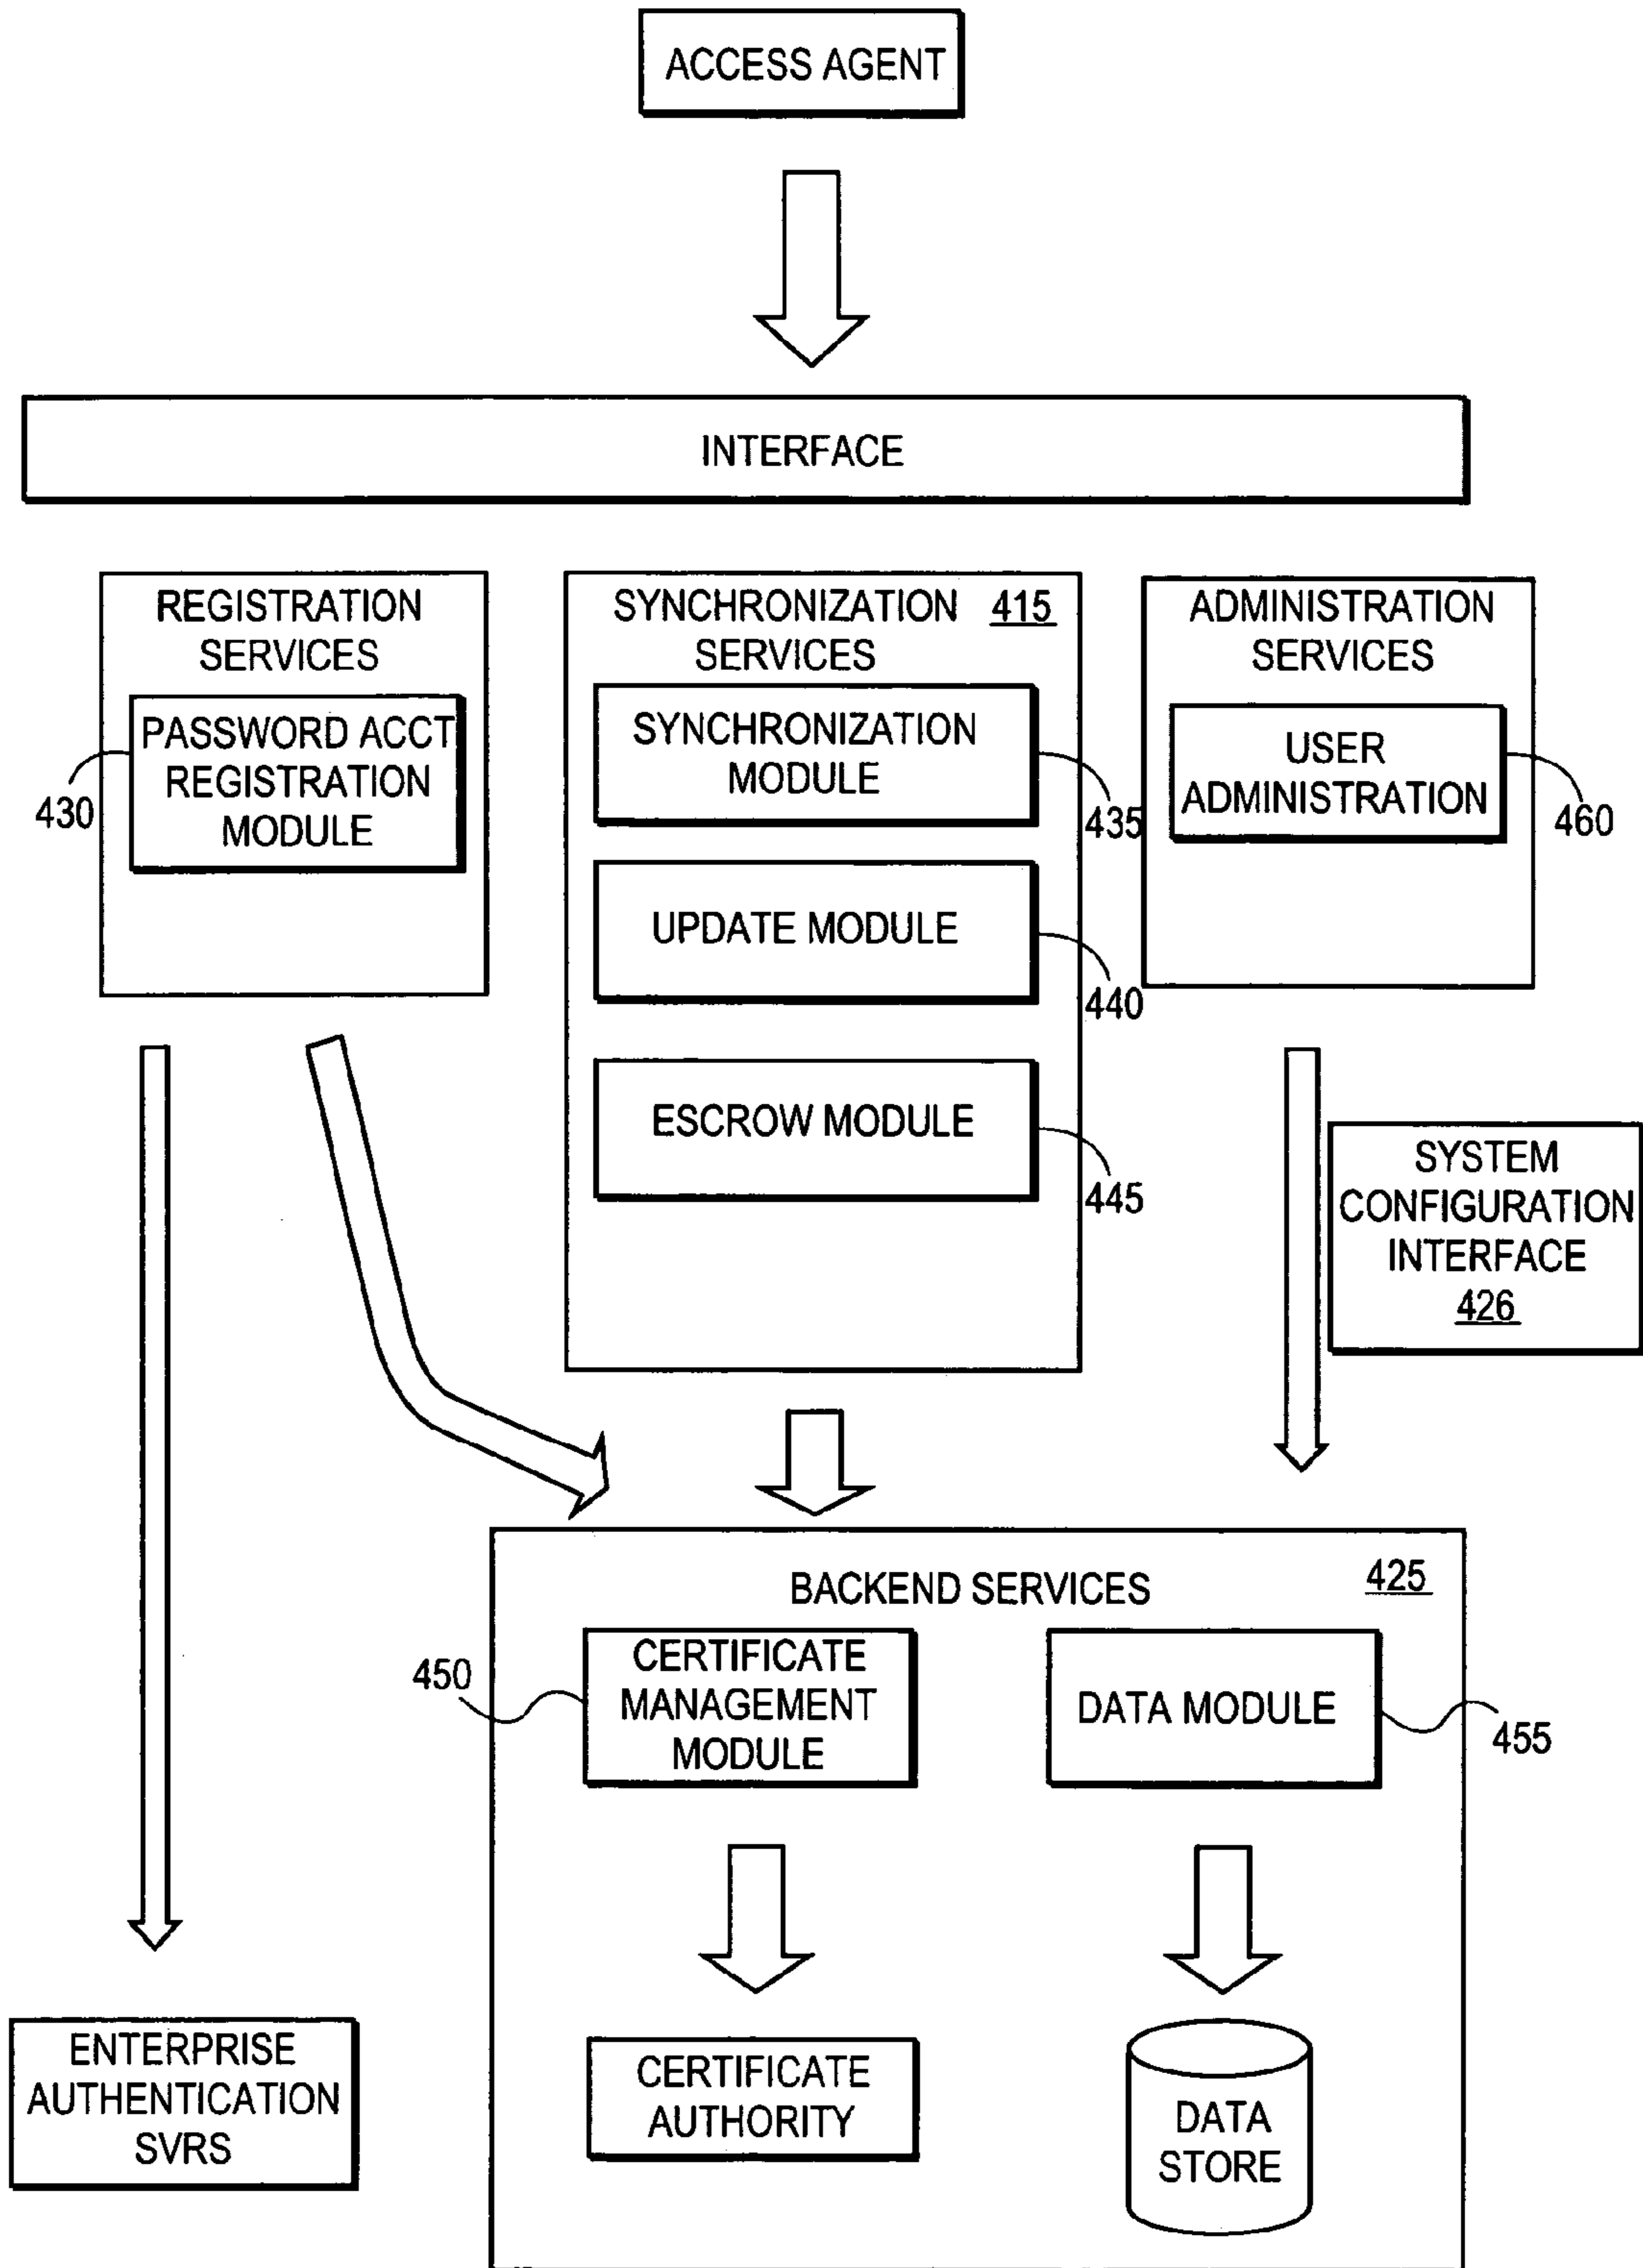 ACCESS AGENT
INTERFACE
REGISTRATION
SERVICES
PASSWORD ACCT
REGISTRATION
MODULE
430
SYNCHRONIZATION 415
SERVICES
SYNCHRONIZATION
MODULE
435
UPDATE MODULE
440
ESCROW MODULE
445
ADMINISTRATION
SERVICES
USER
ADMINISTRATION
460
SYSTEM
CONFIGURATION
INTERFACE
426
BACKEND SERVICES 425
CERTIFICATE
MANAGEMENT
MODULE
450
DATA MODULE
455
ENTERPRISE
AUTHENTICATION
SVRS
CERTIFICATE
AUTHORITY
DATA
STORE